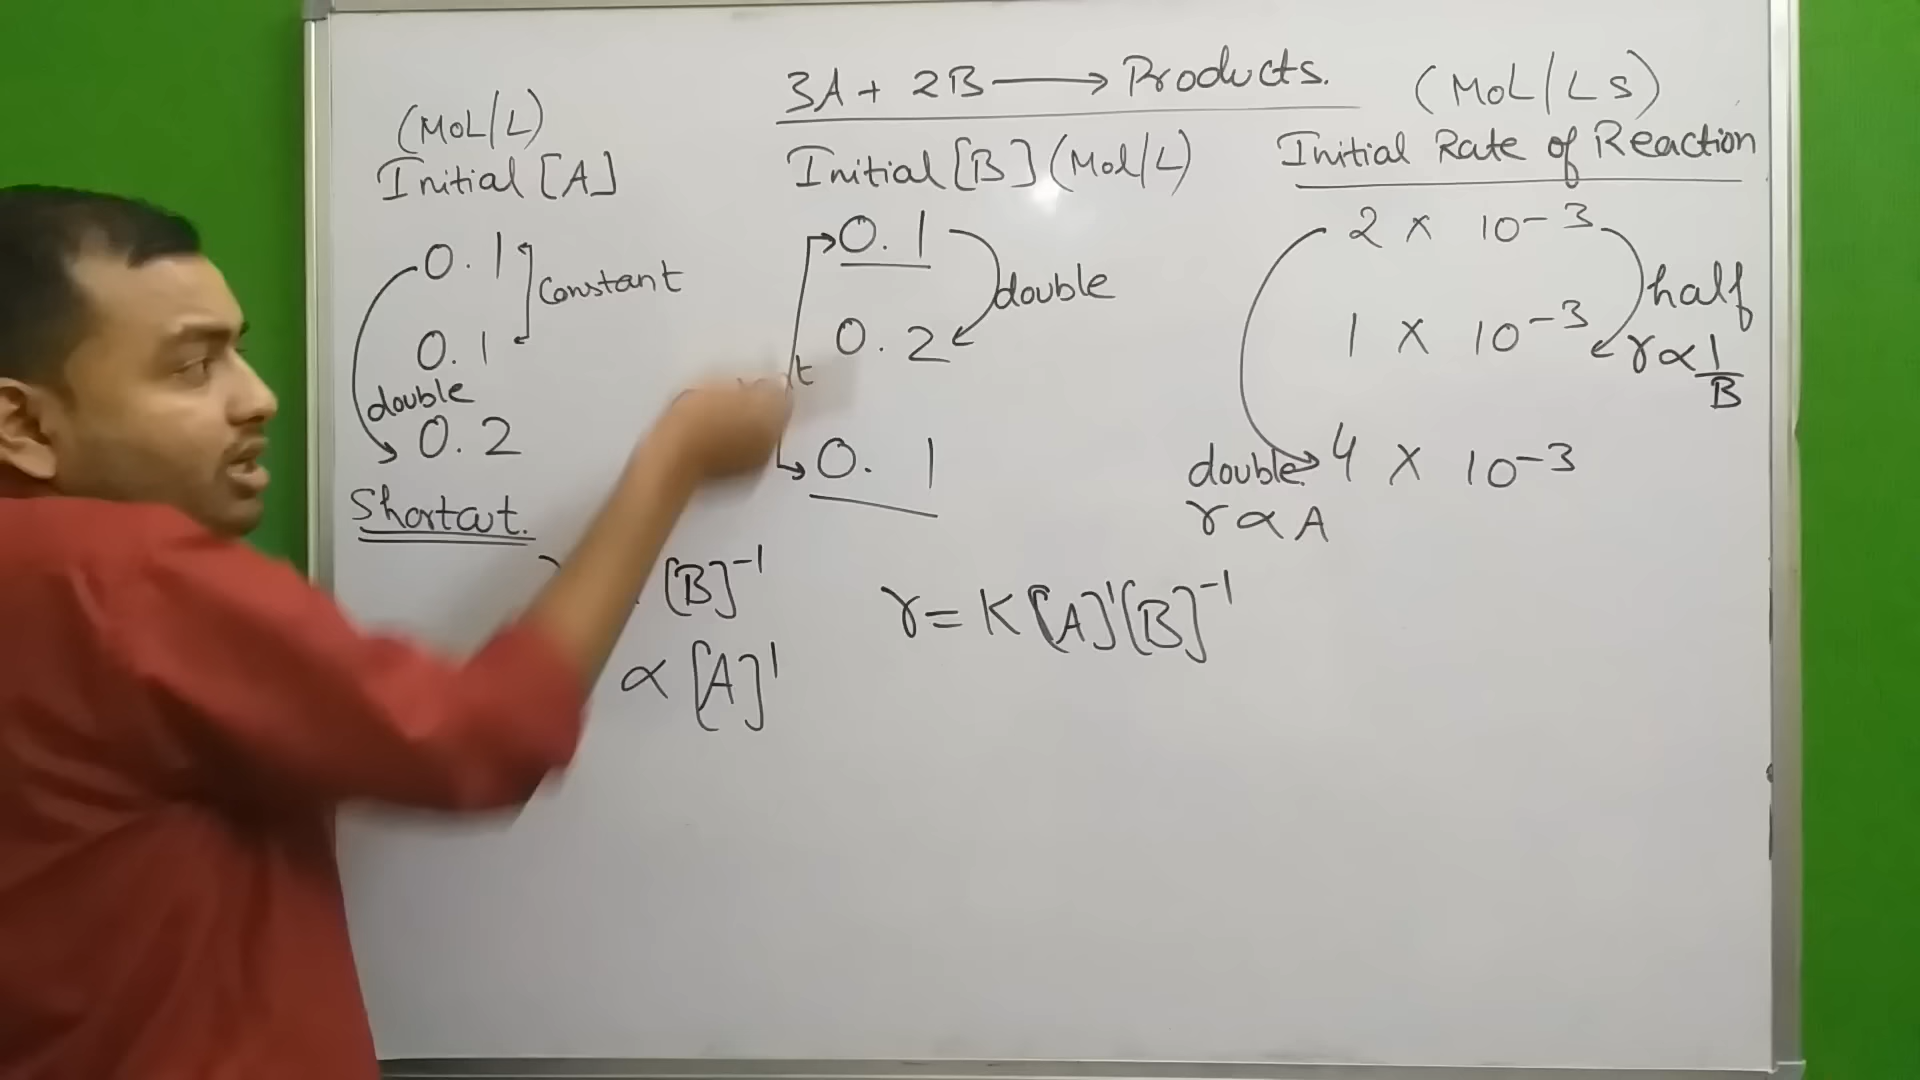 3A + 2B ⟶ Products.
(MoL/L)
Initial [A]
Initial [B] (Mol/L)
(MoL/LS)
Initial Rate of Reaction
0.1
Constant
0.1
double
0.2
0.1
double
0.2
0.1
2 × 10-3
half
1 × 10-3
r ∝ 1/B
double 4 × 10-3
r ∝ A
Shortcut.
[B]-1
∝ [A]1
r = K[A]1[B]-1